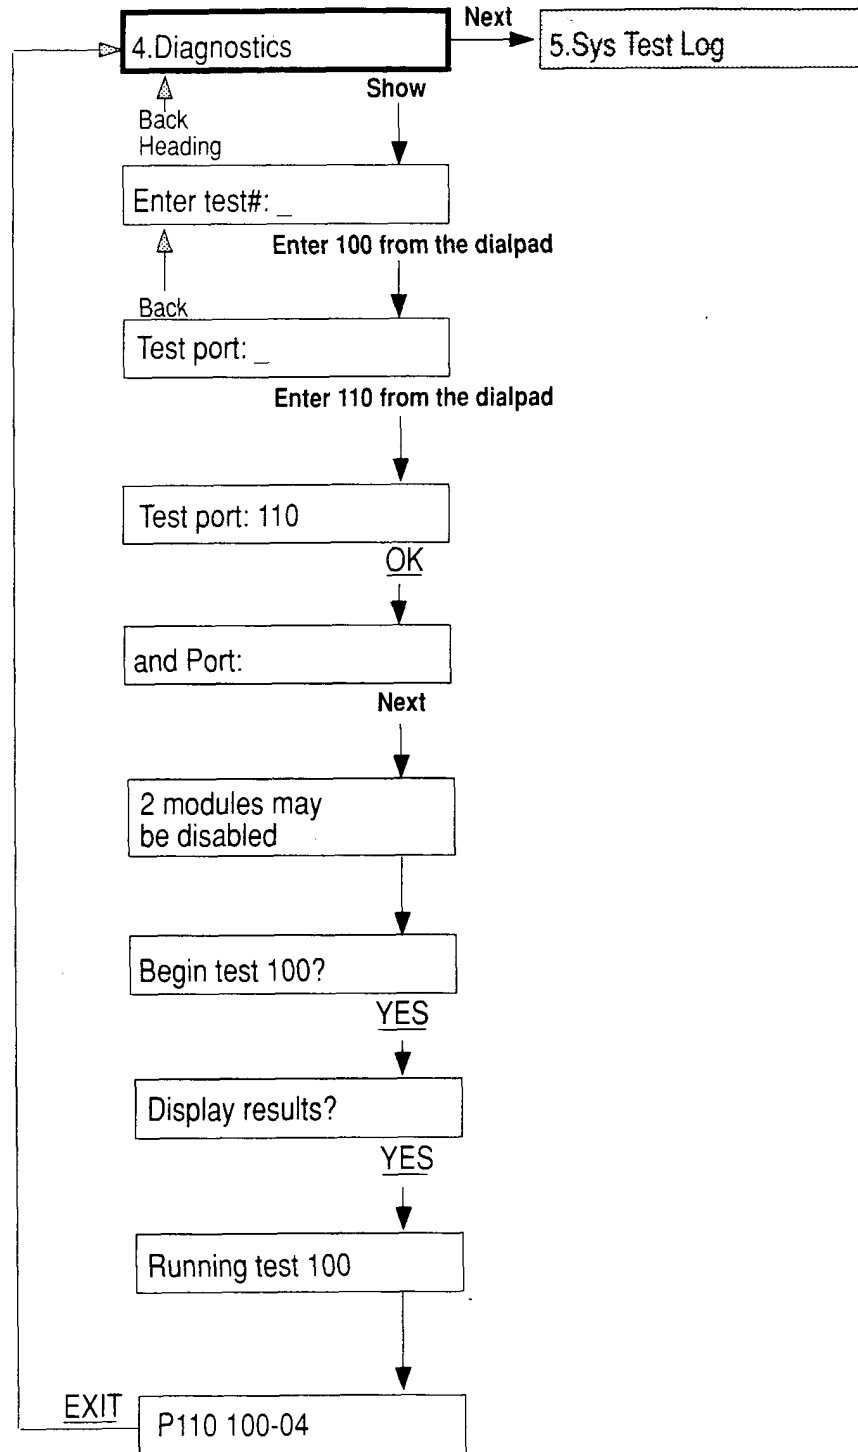 4.Diagnostics
Next
5.Sys Test Log
Show
Back
Heading
Enter test#: _
Enter 100 from the dialpad
Back
Test port: _
Enter 110 from the dialpad
Test port: 110
OK
and Port:
Next
2 modules may
be disabled
Begin test 100?
YES
Display results?
YES
Running test 100
EXIT
P110 100-04